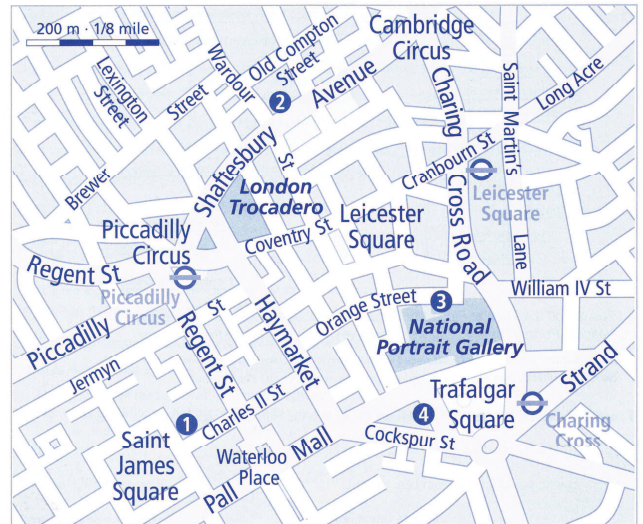 200 m · 1/8 mile
Cambridge
Circus
Old Compton
Street
Wardour
St
Lexington
Street
Street
Avenue
Charing
Cross Road
Saint Martin's
Lane
Long Acre
2
Brewer
Shaftesbury
Cranbourn St
Leicester
Square
London
Trocadero
Leicester
Square
Piccadilly
Circus
Coventry St
Regent St
Piccadilly
Circus
William IV St
Orange Street
3
National
Portrait Gallery
Haymarket
St
Piccadilly
Regent St
Jermyn
Strand
Trafalgar
Square
Charing
Cross
4
Cockspur St
1
Charles II St
Saint
James
Square
Waterloo
Place
Pall Mall